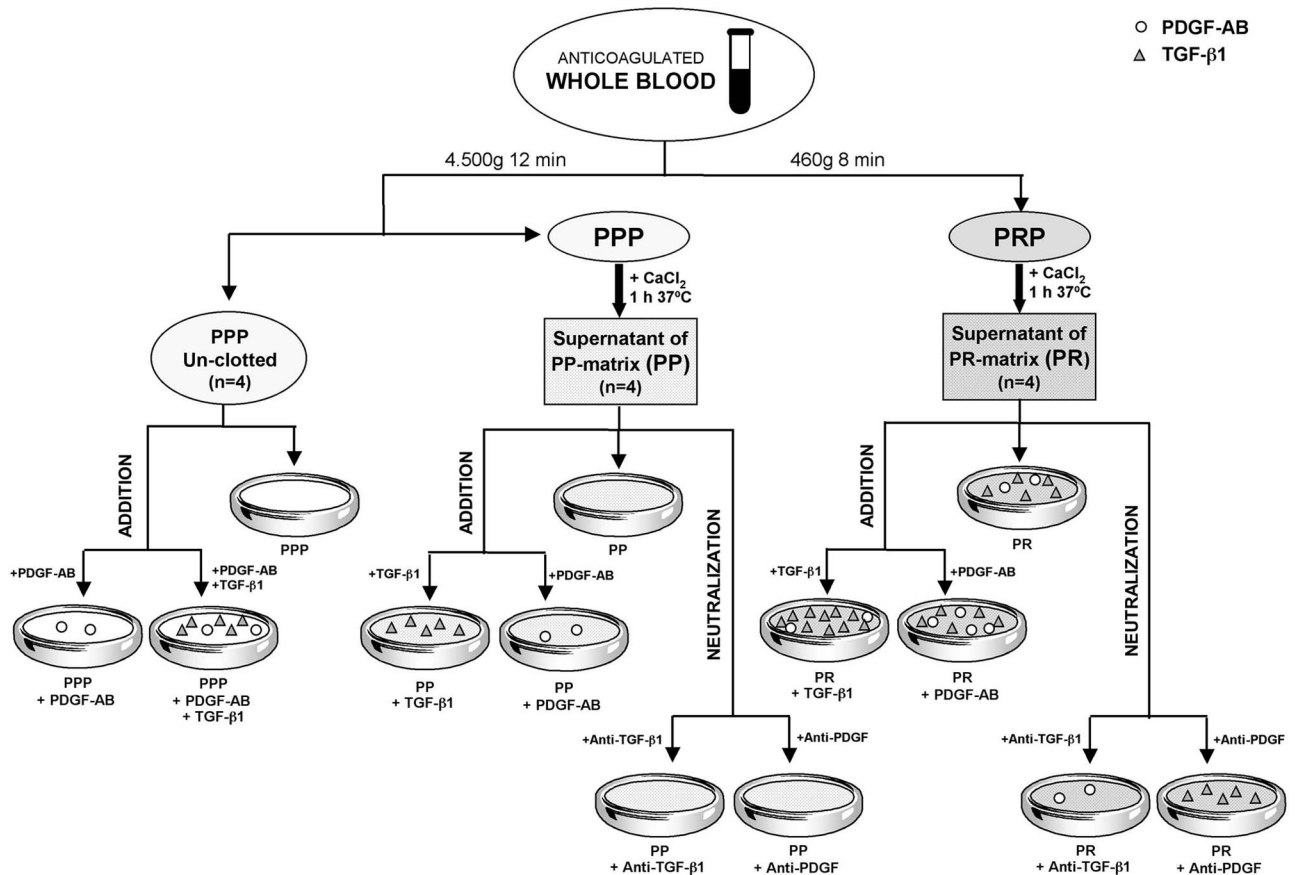 PDGF-AB
TGF-β1
ANTICOAGULATED
WHOLE BLOOD
4.500g 12 min
460g 8 min
PPP
PRP
+ CaCl₂
1 h 37ºC
+ CaCl₂
1 h 37ºC
PPP
Un-clotted
(n=4)
Supernatant of
PP-matrix (PP)
(n=4)
Supernatant of
PR-matrix (PR)
(n=4)
ADDITION
PPP
+PDGF-AB
+PDGF-AB
+TGF-β1
PPP
+ PDGF-AB
PPP
+ PDGF-AB
+ TGF-β1
ADDITION
PP
NEUTRALIZATION
+TGF-β1
+PDGF-AB
PP
+ TGF-β1
PP
+ PDGF-AB
+Anti-TGF-β1
+Anti-PDGF
PP
+ Anti-TGF-β1
PP
+ Anti-PDGF
ADDITION
PR
NEUTRALIZATION
+TGF-β1
+PDGF-AB
PR
+ TGF-β1
PR
+ PDGF-AB
+Anti-TGF-β1
+Anti-PDGF
PR
+ Anti-TGF-β1
PR
+ Anti-PDGF